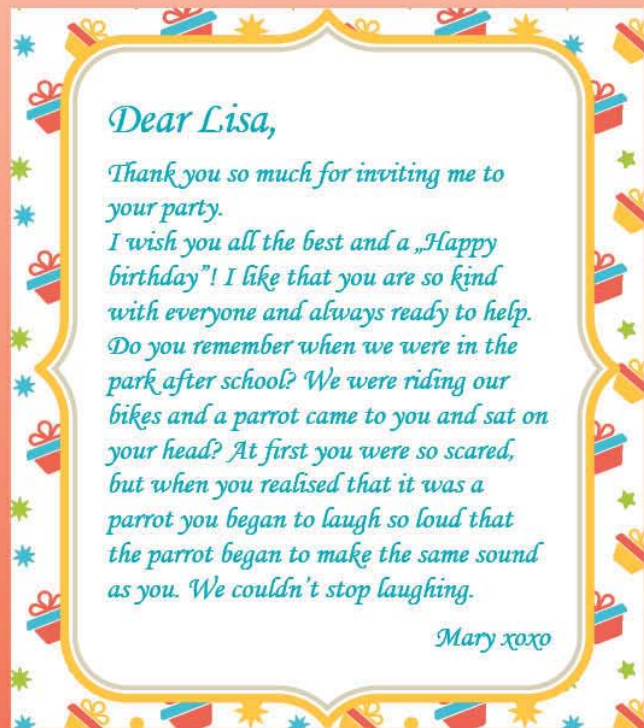 Dear Lisa,
Thank you so much for inviting me to
your party.
I wish you all the best and a „Happy
birthday”! I like that you are so kind
with everyone and always ready to help.
Do you remember when we were in the
park after school? We were riding our
bikes and a parrot came to you and sat on
your head? At first you were so scared,
but when you realised that it was a
parrot you began to laugh so loud that
the parrot began to make the same sound
as you. We couldn't stop laughing.
Mary xoxo